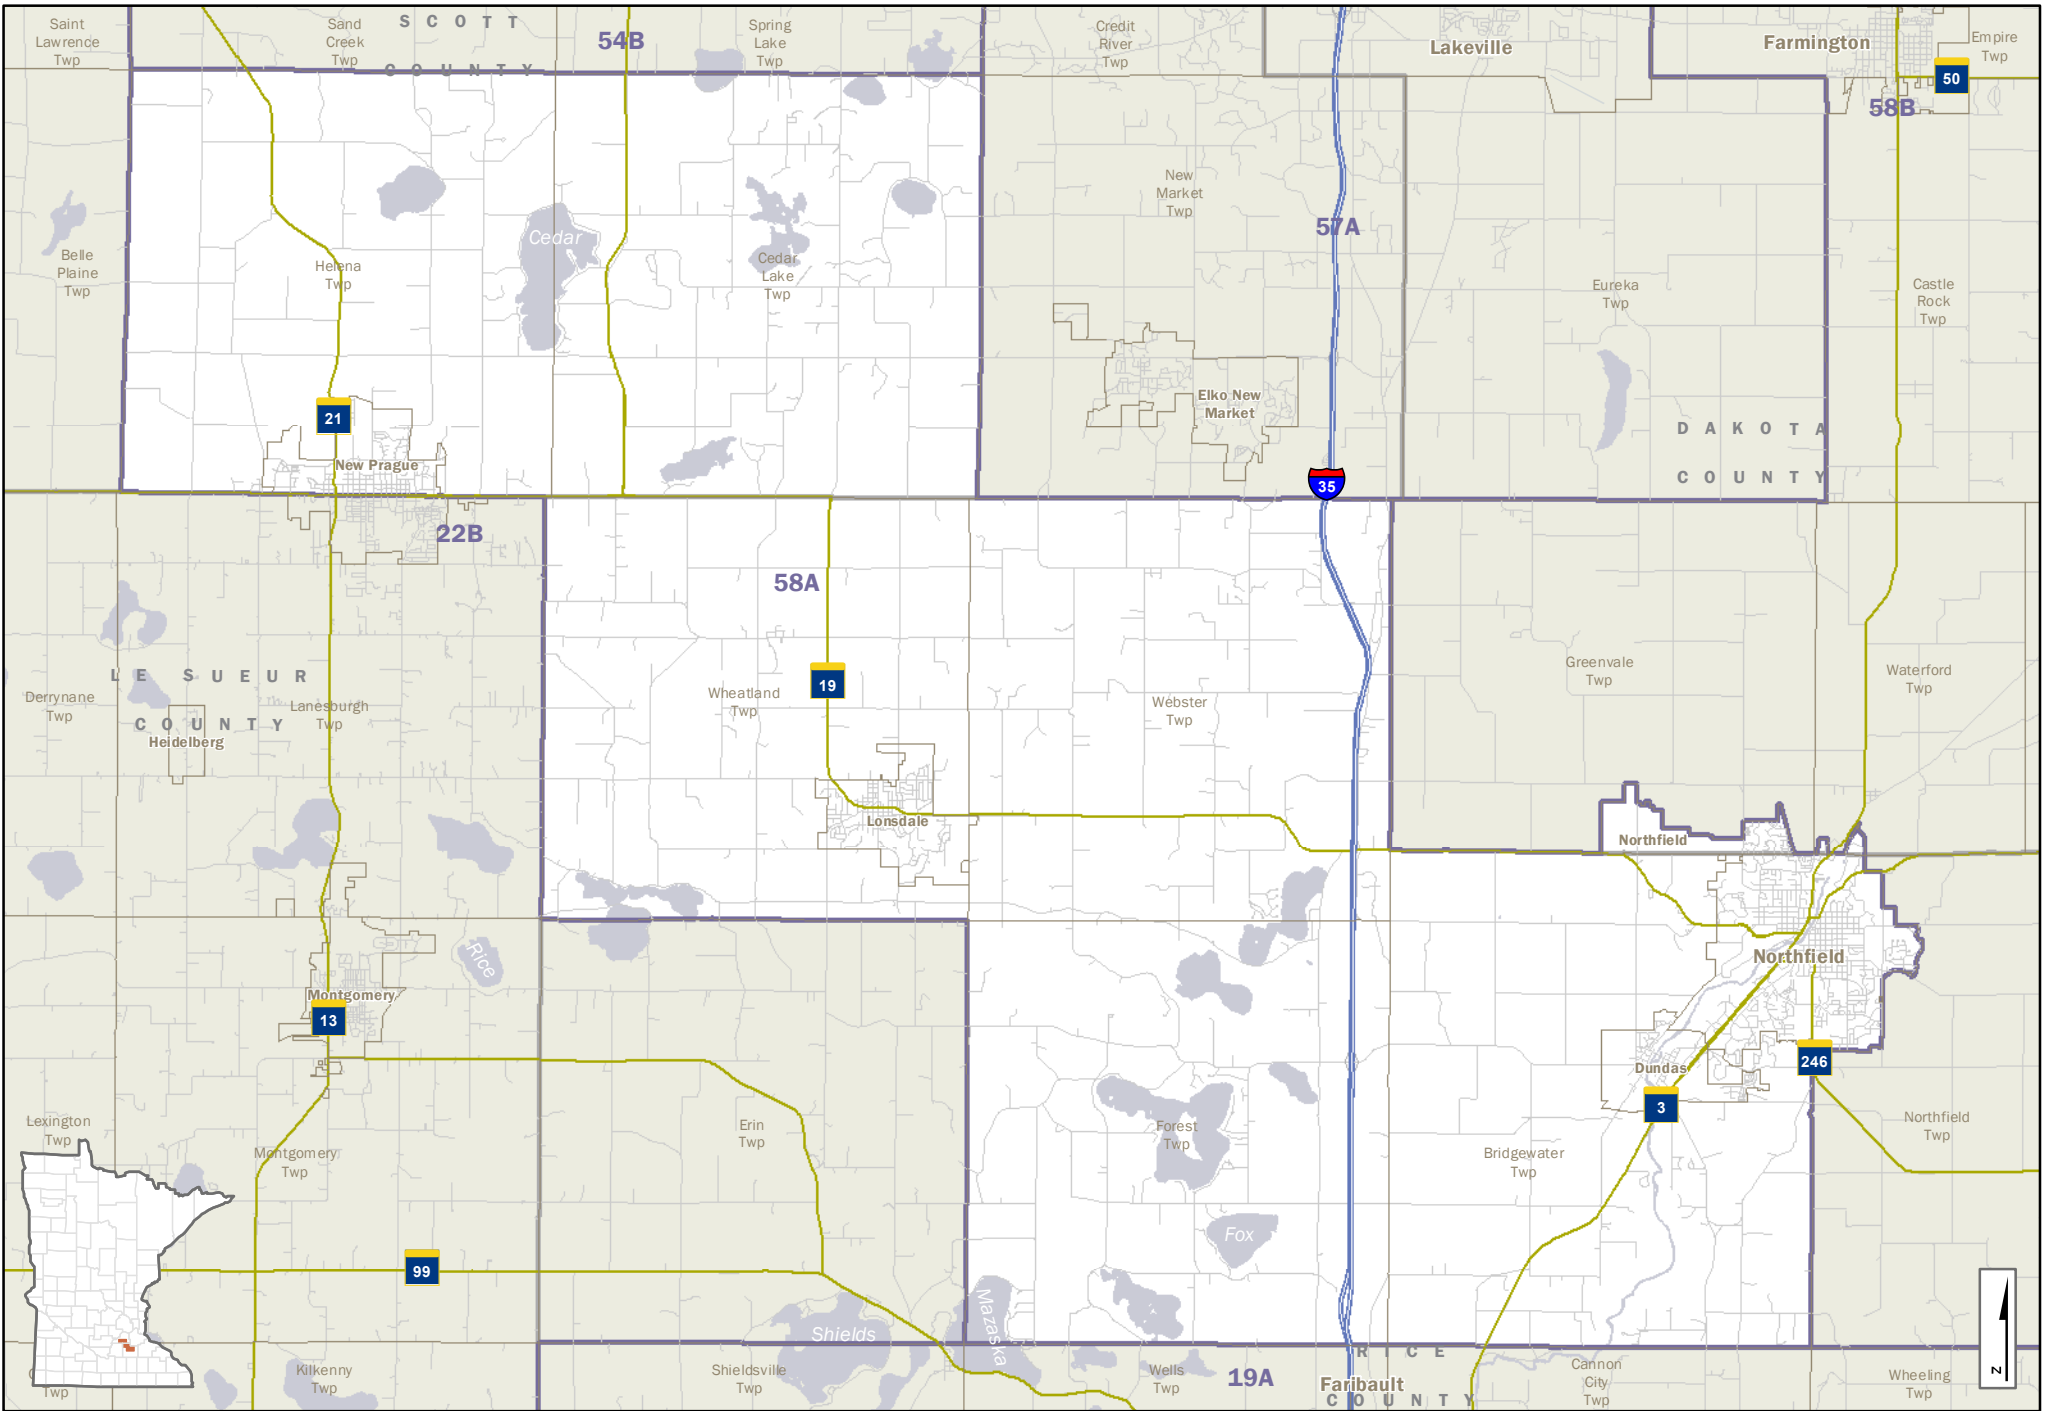 Saint
Lawrence
Twp
Sand
Creek
Twp
S C O T T
C O U N T Y
54B
Spring
Lake
Twp
Credit
River
Twp
Lakeville
Farmington
Empire
Twp
50
58B
Belle
Plaine
Twp
Helena
Twp
Cedar
Cedar
Lake
Twp
New
Market
Twp
57A
Eureka
Twp
Castle
Rock
Twp
21
New Prague
Elko New
Market
D A K O T A
C O U N T Y
35
22B
58A
L E S U E U R
C O U N T Y
Derrynane
Twp
Lanesburgh
Twp
Heidelberg
Wheatland
Twp
19
Webster
Twp
Greenvale
Twp
Waterford
Twp
Lonsdale
Northfield
Rice
Northfield
Montgomery
13
Dundas
246
3
Lexington
Twp
Montgomery
Twp
Erin
Twp
Forest
Twp
Bridgewater
Twp
Northfield
Twp
Fox
99
Shields
Mazaska
Twp
Kilkenny
Twp
Shieldsville
Twp
Wells
Twp
19A
R I C E
C O U N T Y
Faribault
Cannon
City
Twp
Wheeling
Twp
N